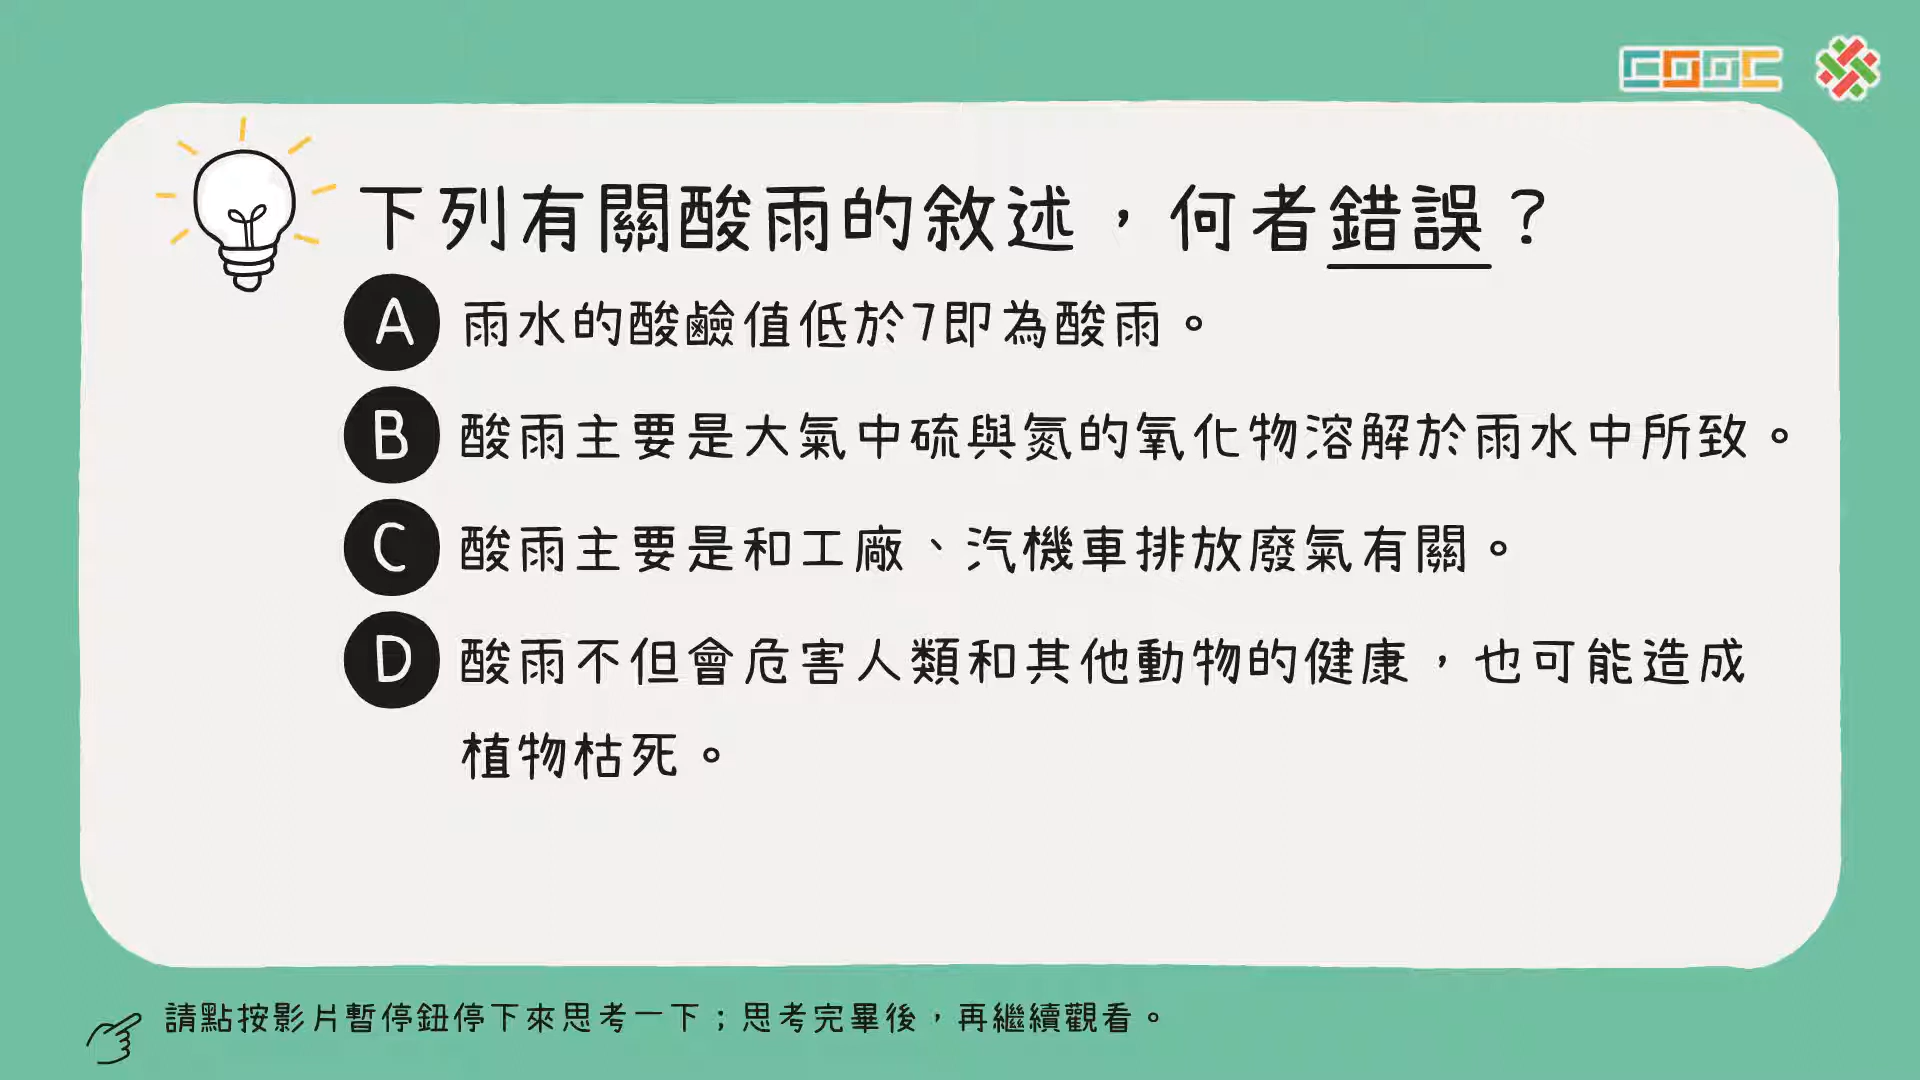 COOC
下列有關酸雨的敘述，何者錯誤？
A 雨水的酸鹼值低於7即為酸雨。
B 酸雨主要是大氣中硫與氮的氧化物溶解於雨水中所致。
C 酸雨主要是和工廠、汽機車排放廢氣有關。
D 酸雨不但會危害人類和其他動物的健康，也可能造成
植物枯死。
請點按影片暫停鈕停下來思考一下；思考完畢後，再繼續觀看。